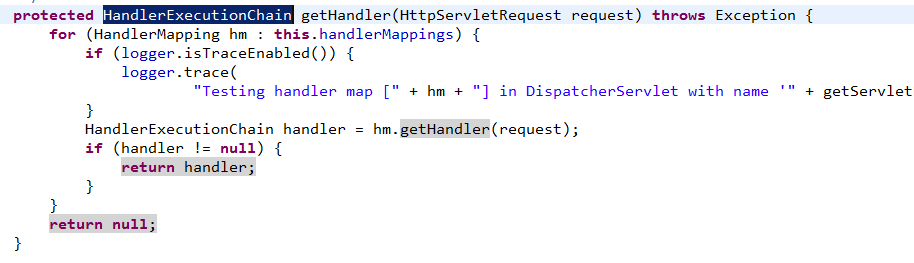 protected HandlerExecutionChain getHandler(HttpServletRequest request) throws Exception {
for (HandlerMapping hm : this.handlerMappings) {
if (logger.isTraceEnabled()) {
logger.trace(
"Testing handler map [" + hm + "] in DispatcherServlet with name '" + getServlet
}
HandlerExecutionChain handler = hm.getHandler(request);
if (handler != null) {
return handler;
}
}
return null;
}